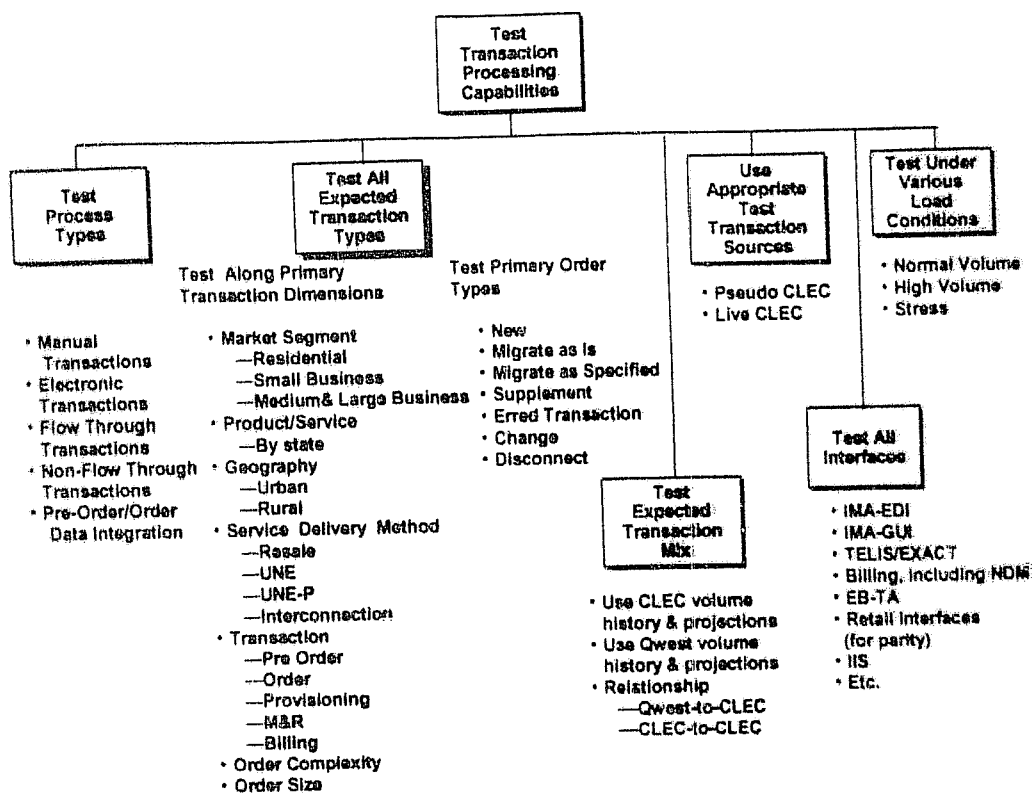 Test
Transaction
Processing
Capabilities
Test
Process
Types
Test All
Expected
Transaction
Types
Use
Appropriate
Test
Transaction
Sources
Test Under
Various
Load
Conditions
• Manual
Transactions
• Electronic
Transactions
• Flow Through
Transactions
• Non-Flow Through
Transactions
• Pre-Order/Order
Data Integration
Test Along Primary
Transaction Dimensions
• Market Segment
—Residential
—Small Business
—Medium& Large Business
• Product/Service
—By state
• Geography
—Urban
—Rural
• Service Delivery Method
—Resale
—UNE
—UNE-P
—Interconnection
• Transaction
—Pre Order
—Order
—Provisioning
—M&R
—Billing
• Order Complexity
• Order Size
Test Primary Order
Types
• New
• Migrate as is
• Migrate as Specified
• Supplement
• Erred Transaction
• Change
• Disconnect
• Pseudo CLEC
• Live CLEC
• Normal Volume
• High Volume
• Stress
Test
Expected
Transaction
Mix
• Use CLEC volume
history & projections
• Use Qwest volume
history & projections
• Relationship
—Qwest-to-CLEC
—CLEC-to-CLEC
Test All
Interfaces
• IMA-EDI
• IMA-GUI
• TELIS/EXACT
• Billing, including NDM
• EB-TA
• Retail Interfaces
(for parity)
• IIS
• Etc.